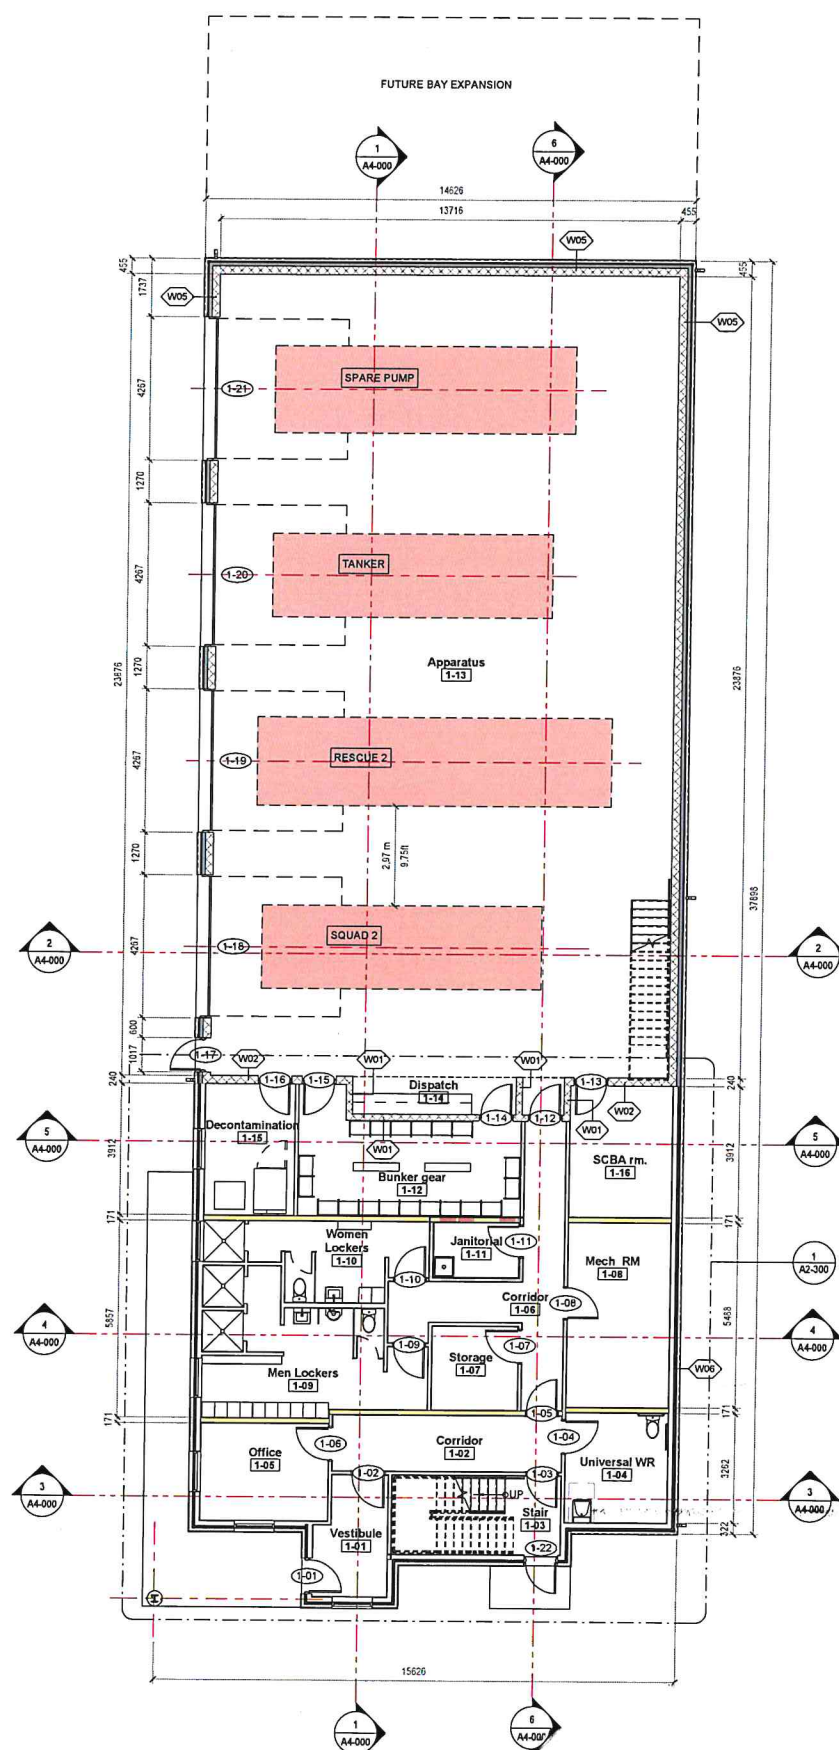 FUTURE BAY EXPANSION
1
A4-000
6
A4-000
14626
13716
455
W05
455
455
1737
W05
W05
4267
1-21
SPARE PUMP
1270
4267
1-20
TANKER
23876
23876
1270
Apparatus
1-13
4267
1-19
RESCUE 2
37898
1270
2,97 m
9,75ft
4267
1-18
SQUAD 2
2
A4-000
2
A4-000
600
1017
1-17
W02
W01
W01
240
1-16
1-15
Dispatch
1-14
1-13
W02
240
1-14
1-12
W01
5
A4-000
Decontamination
1-15
W01
5
A4-000
3912
3912
Bunker gear
1-12
SCBA rm.
1-16
171
171
Women
Lockers
1-10
Janitorial
1-11
1-11
Mech RM
1-08
1
A2-300
1-10
Corridor
1-06
1-08
5857
5488
4
A4-000
4
A4-000
1-09
1-07
Storage
1-07
Men Lockers
1-09
W06
171
171
1-05
1-06
1-04
Office
1-05
Corridor
1-02
Universal WR
1-04
3262
1-02
1-03
3
A4-000
3
A4-000
UP
Stair
1-03
Vestibule
1-01
322
1-22
1-01
H
15626
1
A4-000
6